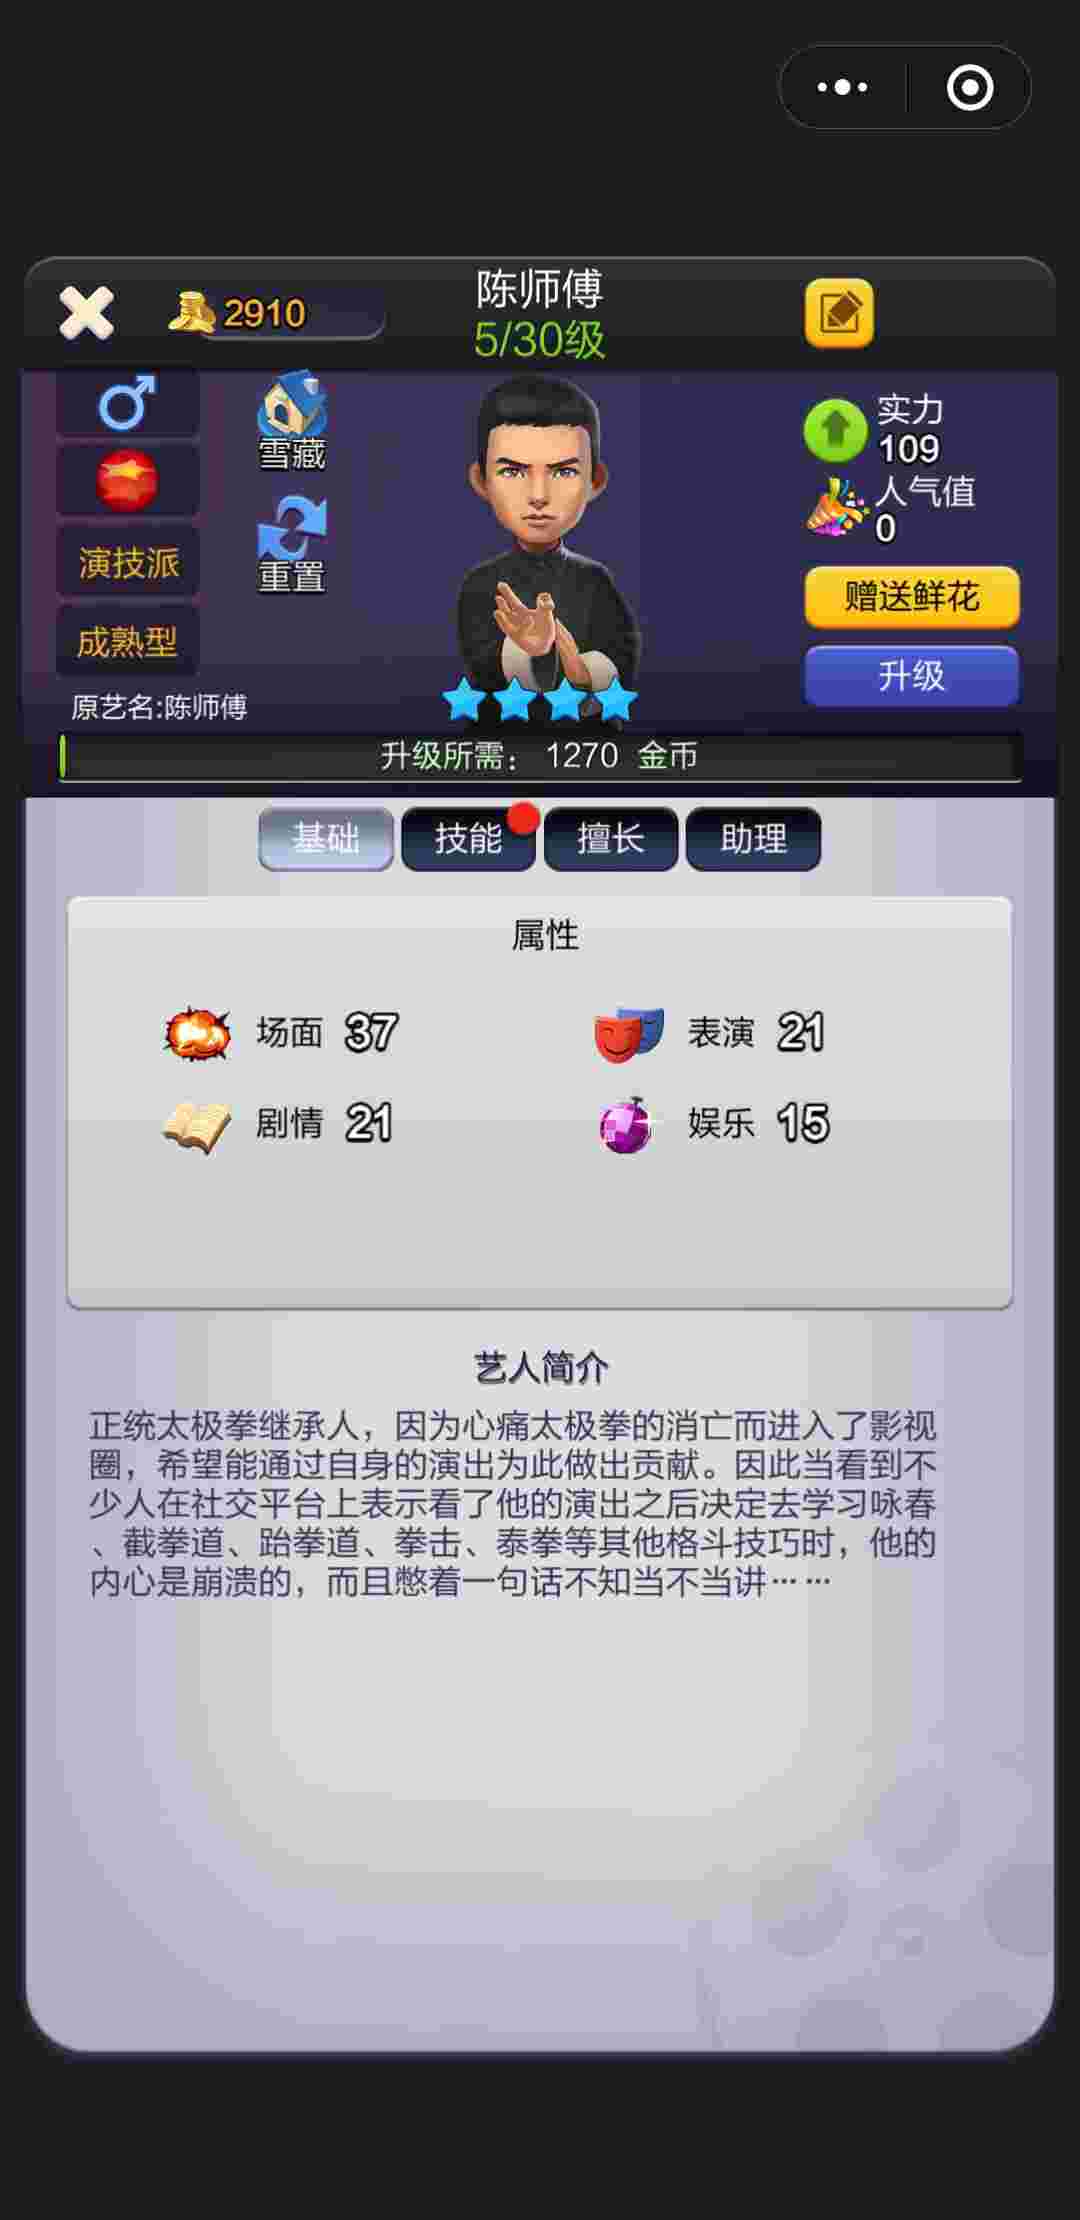 陈师傅
2910
5/30级
实力
109
雪藏
人气值
0
演技派
重置
赠送鲜花
成熟型
升级
原艺名:陈师傅
升级所需： 1270 金币
基础 技能 擅长 助理
属性
场面 37 表演 21
剧情 21 娱乐 15
艺人简介
正统太极拳继承人，因为心痛太极拳的消亡而进入了影视
圈，希望能通过自身的演出为此做出贡献。因此当看到不
少人在社交平台上表示看了他的演出之后决定去学习咏春
、截拳道、跆拳道、拳击、泰拳等其他格斗技巧时，他的
内心是崩溃的，而且憋着一句话不知当不当讲……